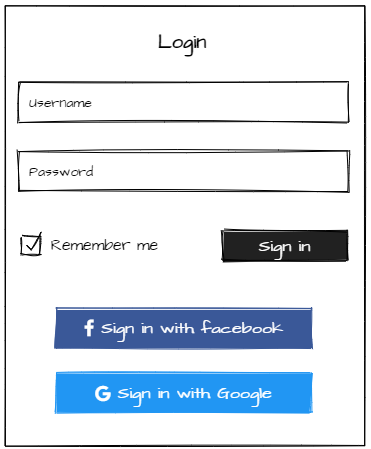 Login
Username
Password
Remember me
Sign in
Sign in with facebook
Sign in with Google